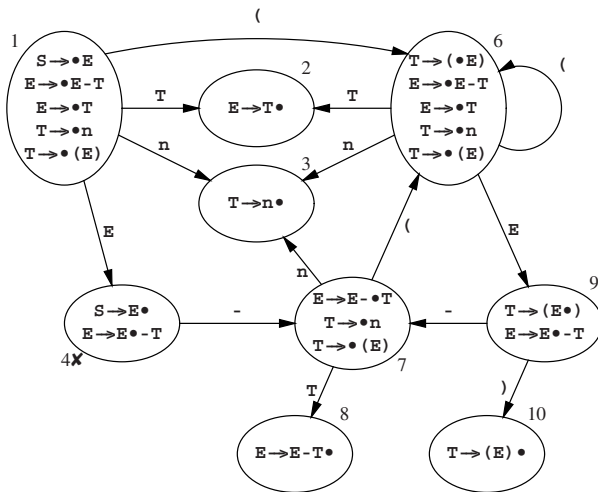 (
1
S→•E
E→•E-T
E→•T
T→•n
T→•(E)
T
n
E
2
E→T•
3
T→n•
6
T→(•E)
E→•E-T
E→•T
T→•n
T→•(E)
(
T
n
E
(
n
S→E•
E→E•-T
4✘
-
E→E-•T
T→•n
T→•(E)
7
-
9
T→(E•)
E→E•-T
T
)
8
E→E-T•
10
T→(E)•